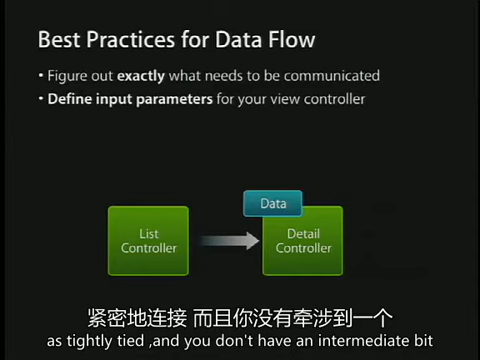 Best Practices for Data Flow
• Figure out exactly what needs to be communicated
• Define input parameters for your view controller
Data
List
Controller
Detail
Controller
紧密地连接 而且你没有牵涉到一个
as tightly tied ,and you don't have an intermediate bit